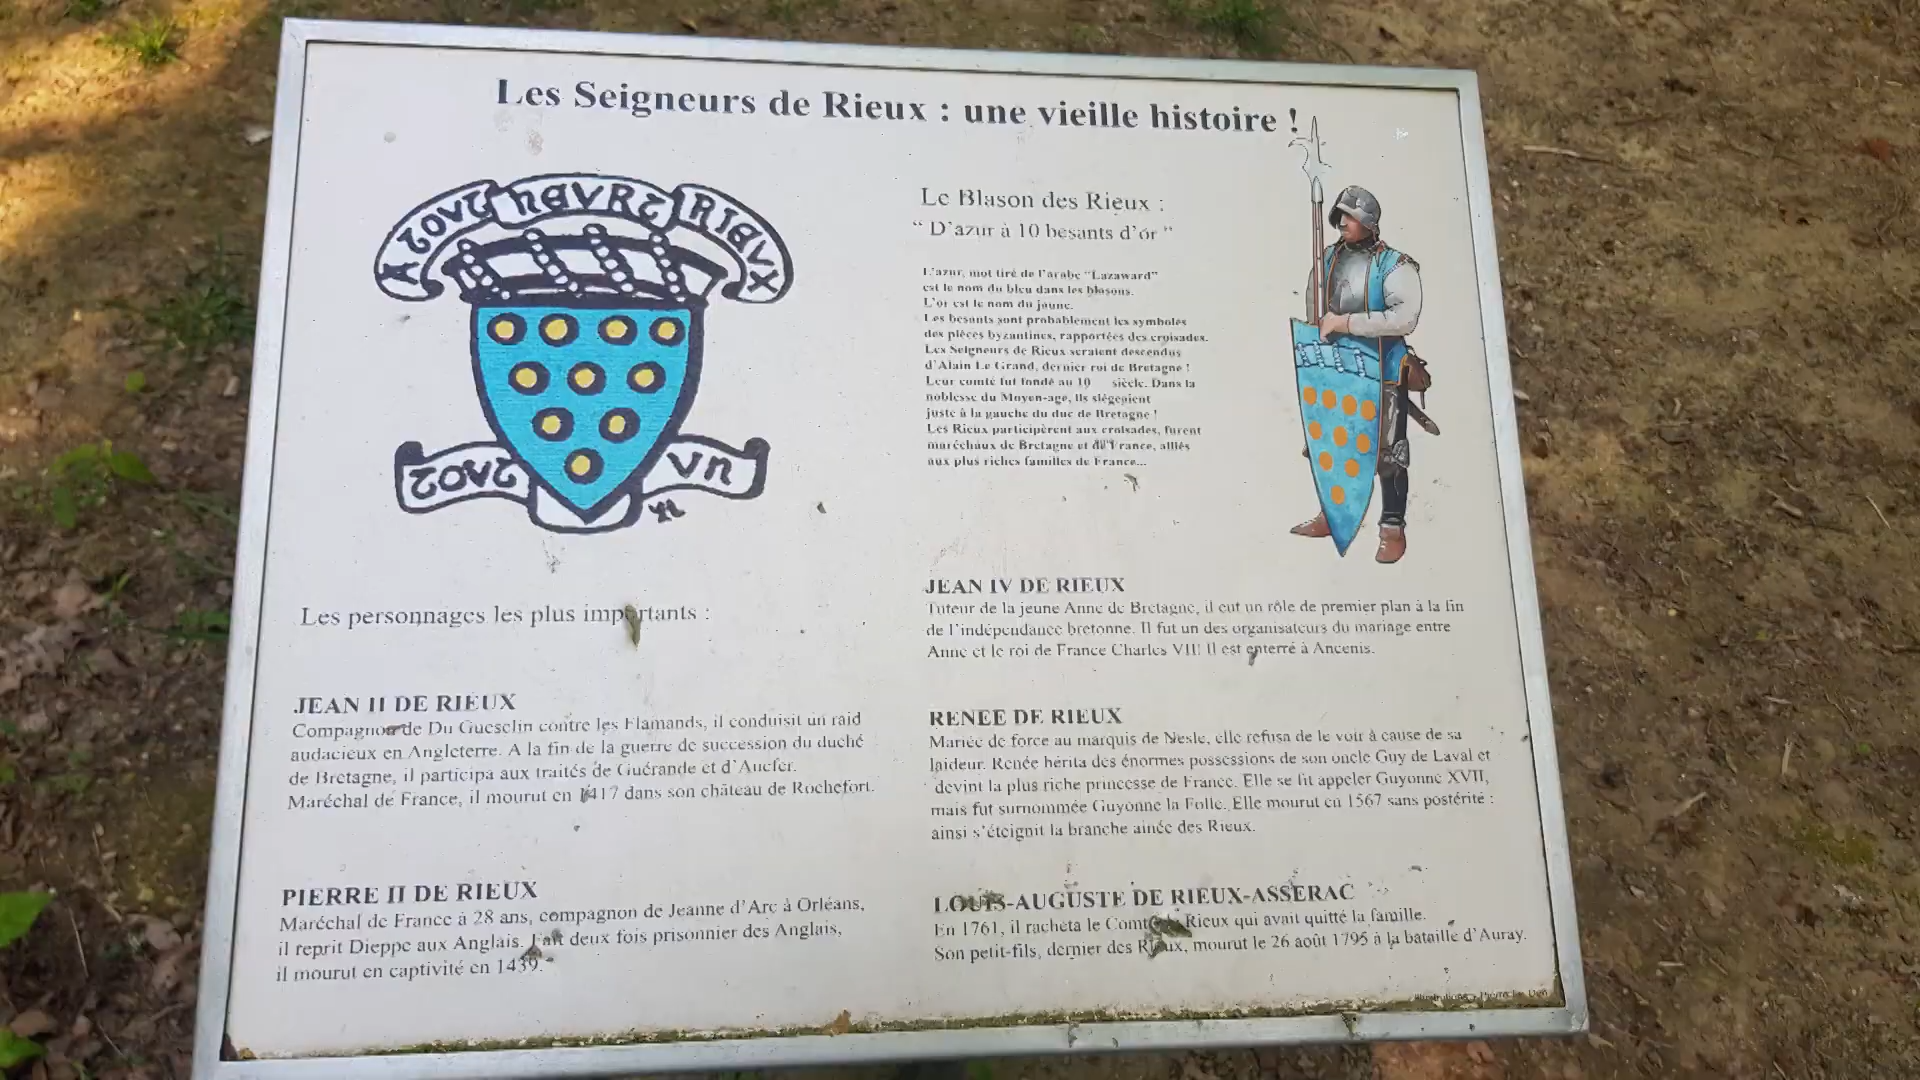 Les Seigneurs de Rieux : une vieille histoire !
A TOVT HEVRT RIEVX
TOVT
VN
Le Blason des Rieux :
“ D’azur à 10 besants d’or ”
L’azur, mot tiré de l’arabe “Lazaward”
est le nom du bleu dans les blasons.
L’or est le nom du jaune.
Les besants sont probablement les symboles
des pièces byzantines, rapportées des croisades.
Les Seigneurs de Rieux seraient descendus
d’Alain Le Grand, dernier roi de Bretagne !
Leur comté fut fondé au 10 siècle. Dans la
noblesse du Moyen-age, ils siégeaient
juste à la gauche du duc de Bretagne !
Les Rieux participèrent aux croisades, furent
maréchaux de Bretagne et de France, alliés
aux plus riches familles de France...
Les personnages les plus importants :
JEAN II DE RIEUX
Compagnon de Du Guesclin contre les Flamands, il conduisit un raid
audacieux en Angleterre. A la fin de la guerre de succession du duché
de Bretagne, il participa aux traités de Guérande et d’Ancfer.
Maréchal de France, il mourut en 1417 dans son château de Rochefort.
PIERRE II DE RIEUX
Maréchal de France à 28 ans, compagnon de Jeanne d’Arc à Orléans,
il reprit Dieppe aux Anglais. Fait deux fois prisonnier des Anglais,
il mourut en captivité en 1439.
JEAN IV DE RIEUX
Tuteur de la jeune Anne de Bretagne, il eut un rôle de premier plan à la fin
de l’indépendance bretonne. Il fut un des organisateurs du mariage entre
Anne et le roi de France Charles VIII Il est enterré à Ancenis.
RENEE DE RIEUX
Mariée de force au marquis de Nesle, elle refusa de le voir à cause de sa
laideur. Renée hérita des énormes possessions de son oncle Guy de Laval et
devint la plus riche princesse de France. Elle se fit appeler Guyonne XVII,
mais fut surnommée Guyonne la Folle. Elle mourut en 1567 sans postérité :
ainsi s’éteignit la branche ainée des Rieux.
LOUIS-AUGUSTE DE RIEUX-ASSERAC
En 1761, il racheta le Comté de Rieux qui avait quitté la famille.
Son petit-fils, dernier des Rieux, mourut le 26 août 1795 à la bataille d’Auray.
Illustrations : Pierre